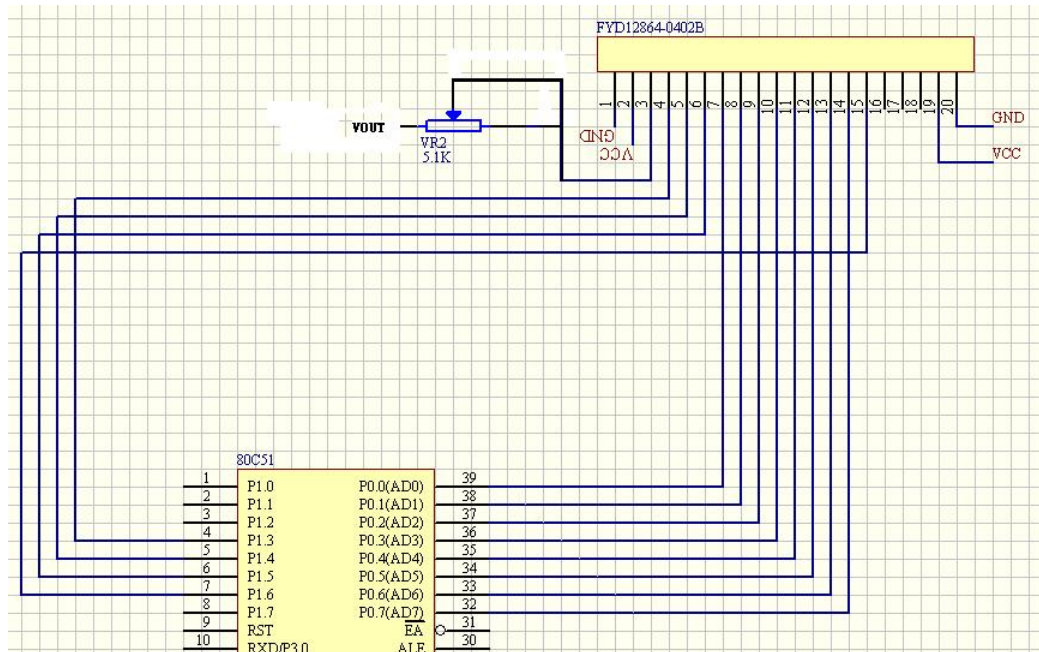 FYD12864-0402B
1 2 3 4 5 6 7 8 9 10 11 12 13 14 15 16 17 18 19 20
GND
VCC
GND
VCC
VOUT
VR2
5.1K
80C51
1 P1.0 P0.0(AD0) 39
2 P1.1 P0.1(AD1) 38
3 P1.2 P0.2(AD2) 37
4 P1.3 P0.3(AD3) 36
5 P1.4 P0.4(AD4) 35
6 P1.5 P0.5(AD5) 34
7 P1.6 P0.6(AD6) 33
8 P1.7 P0.7(AD7) 32
9 RST EA 31
10 RXD/P3.0 ALE 30